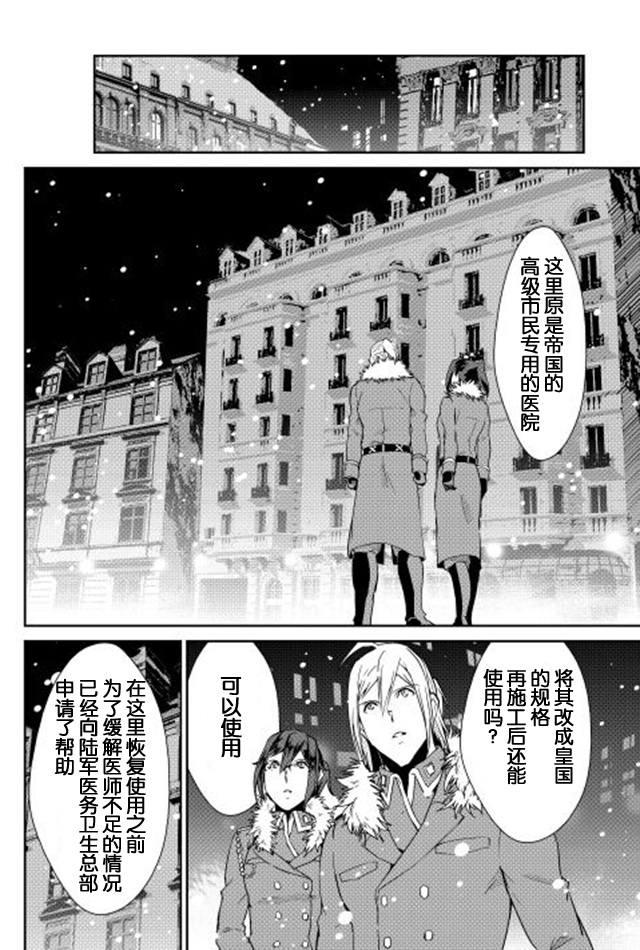 这里原是帝国的
高级市民专用的医院
将其改成皇国
的规格
再施工后还能
使用吗？
可以使用
在这里恢复使用之前
为了缓解医师不足的情况
已经向陆军医务卫生总部
申请了帮助